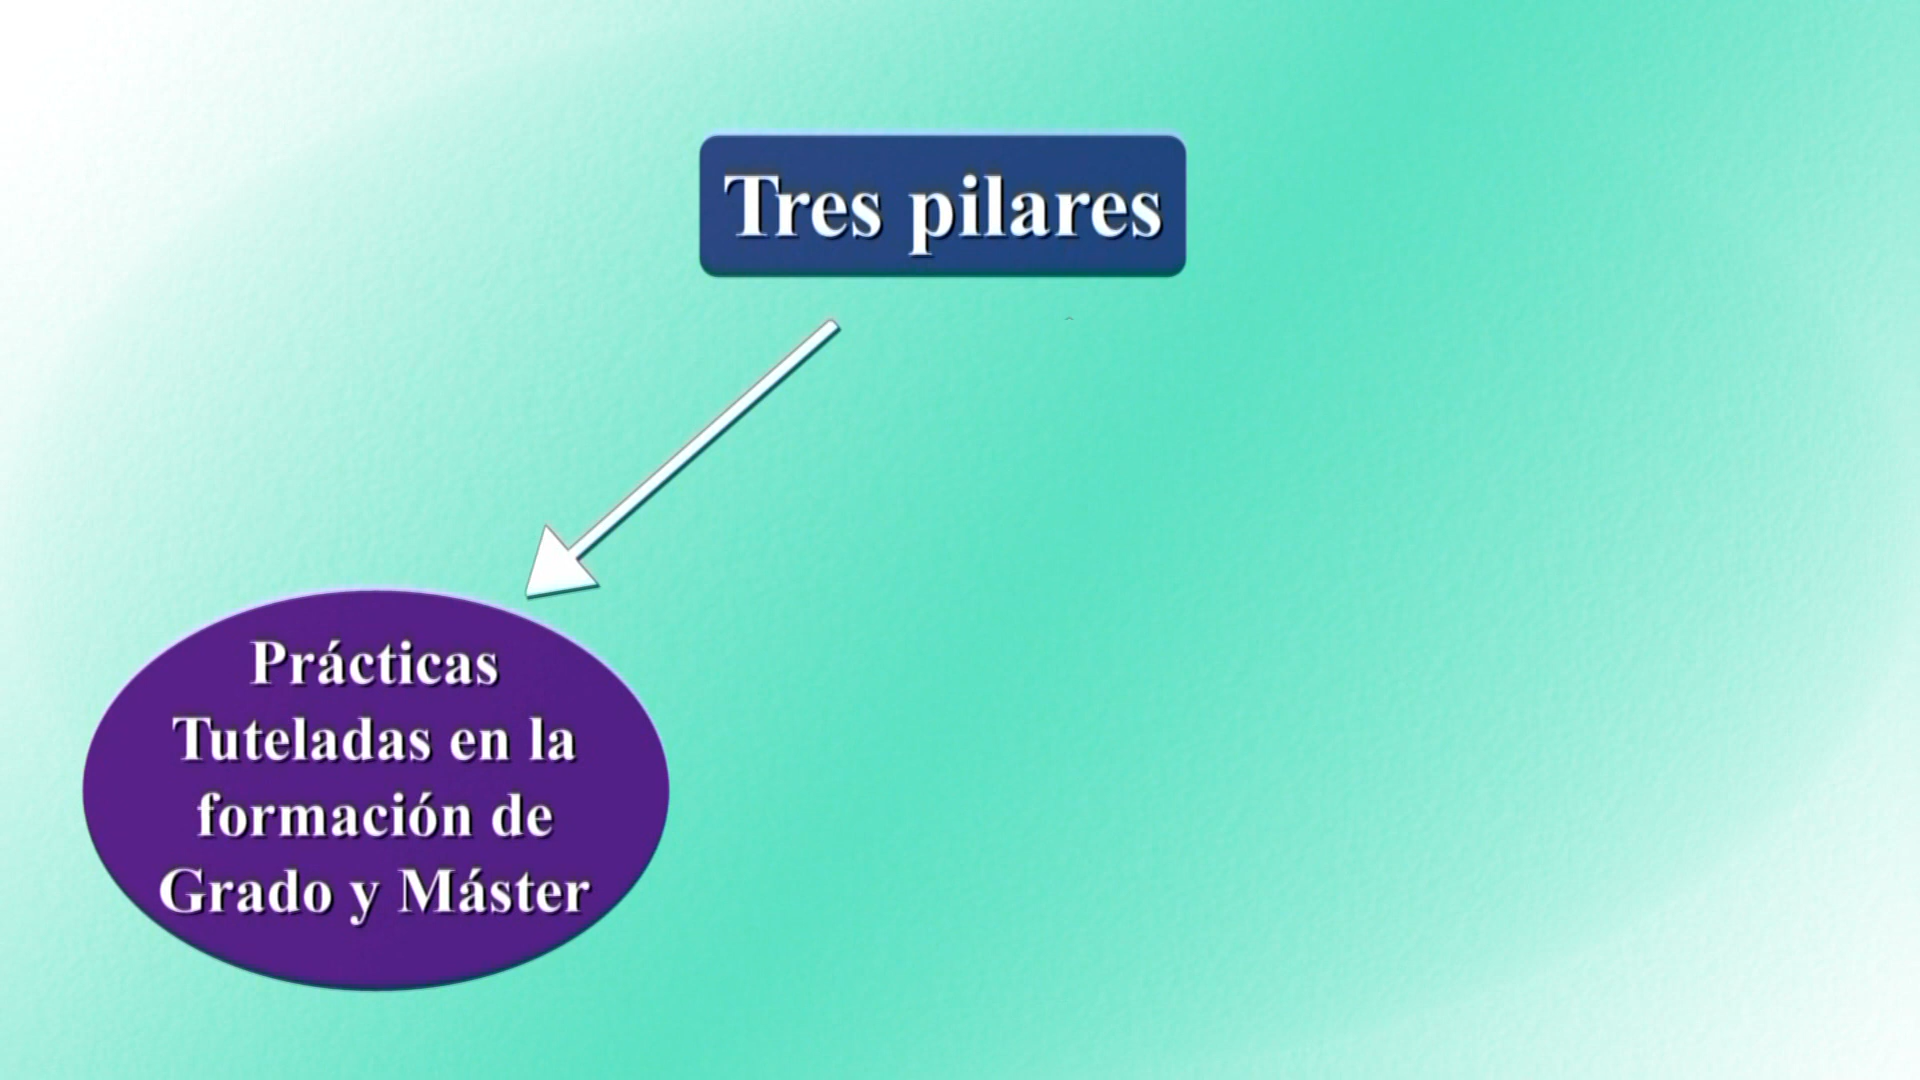 Tres pilares
Prácticas
Tuteladas en la
formación de
Grado y Máster